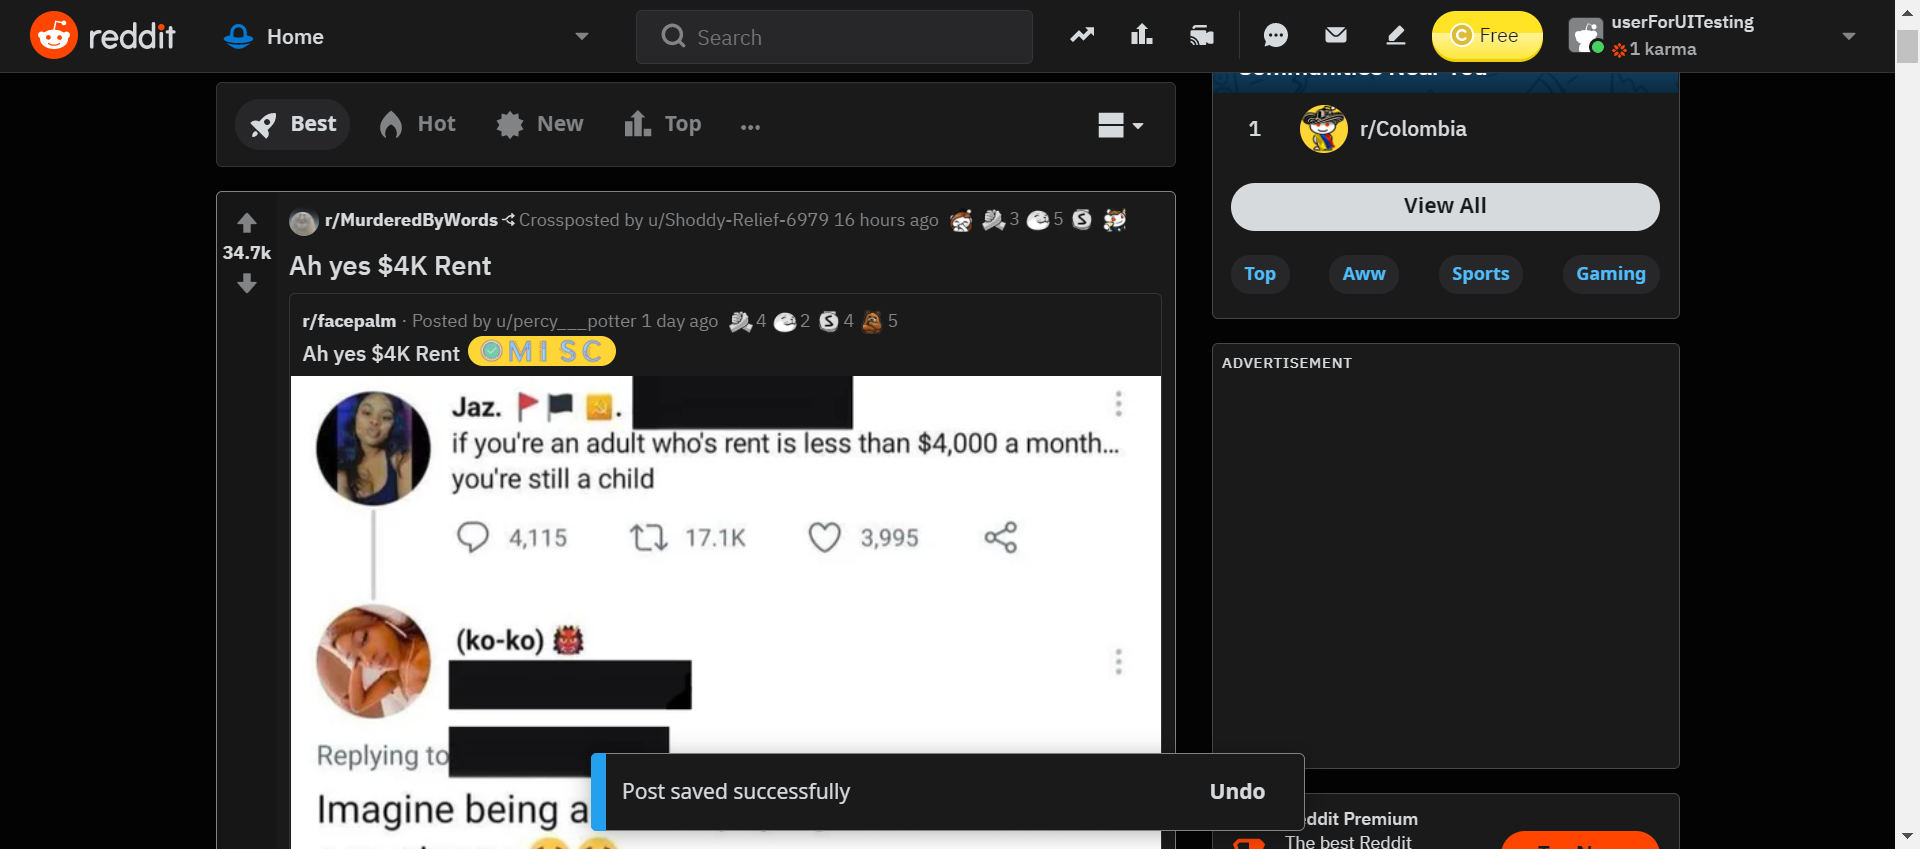 reddit
Home
Search
Free
userForUITesting
1 karma
Best
Hot
New
Top
...
r/MurderedByWords Crossposted by u/Shoddy-Relief-6979 16 hours ago 3 5 S
34.7k
Ah yes $4K Rent
r/facepalm · Posted by u/percy___potter 1 day ago 4 2 S 4 5
Ah yes $4K Rent MISC
Jaz. .
if you're an adult who's rent is less than $4,000 a month...
you're still a child
4,115 17.1K 3,995
(ko-ko)
Replying to
Imagine being a
Post saved successfully
Undo
Communities Near You
1 r/Colombia
View All
Top
Aww
Sports
Gaming
ADVERTISEMENT
eddit Premium
The best Reddit